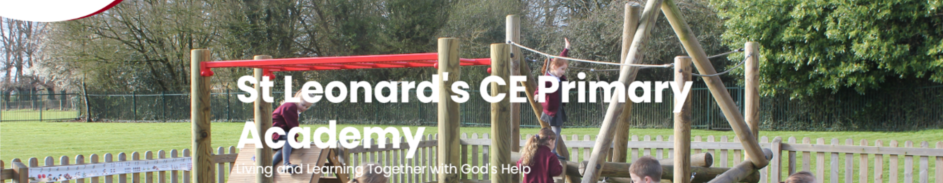 St Leonard's CE Primary
Academy
Living and Learning Together with God's Help